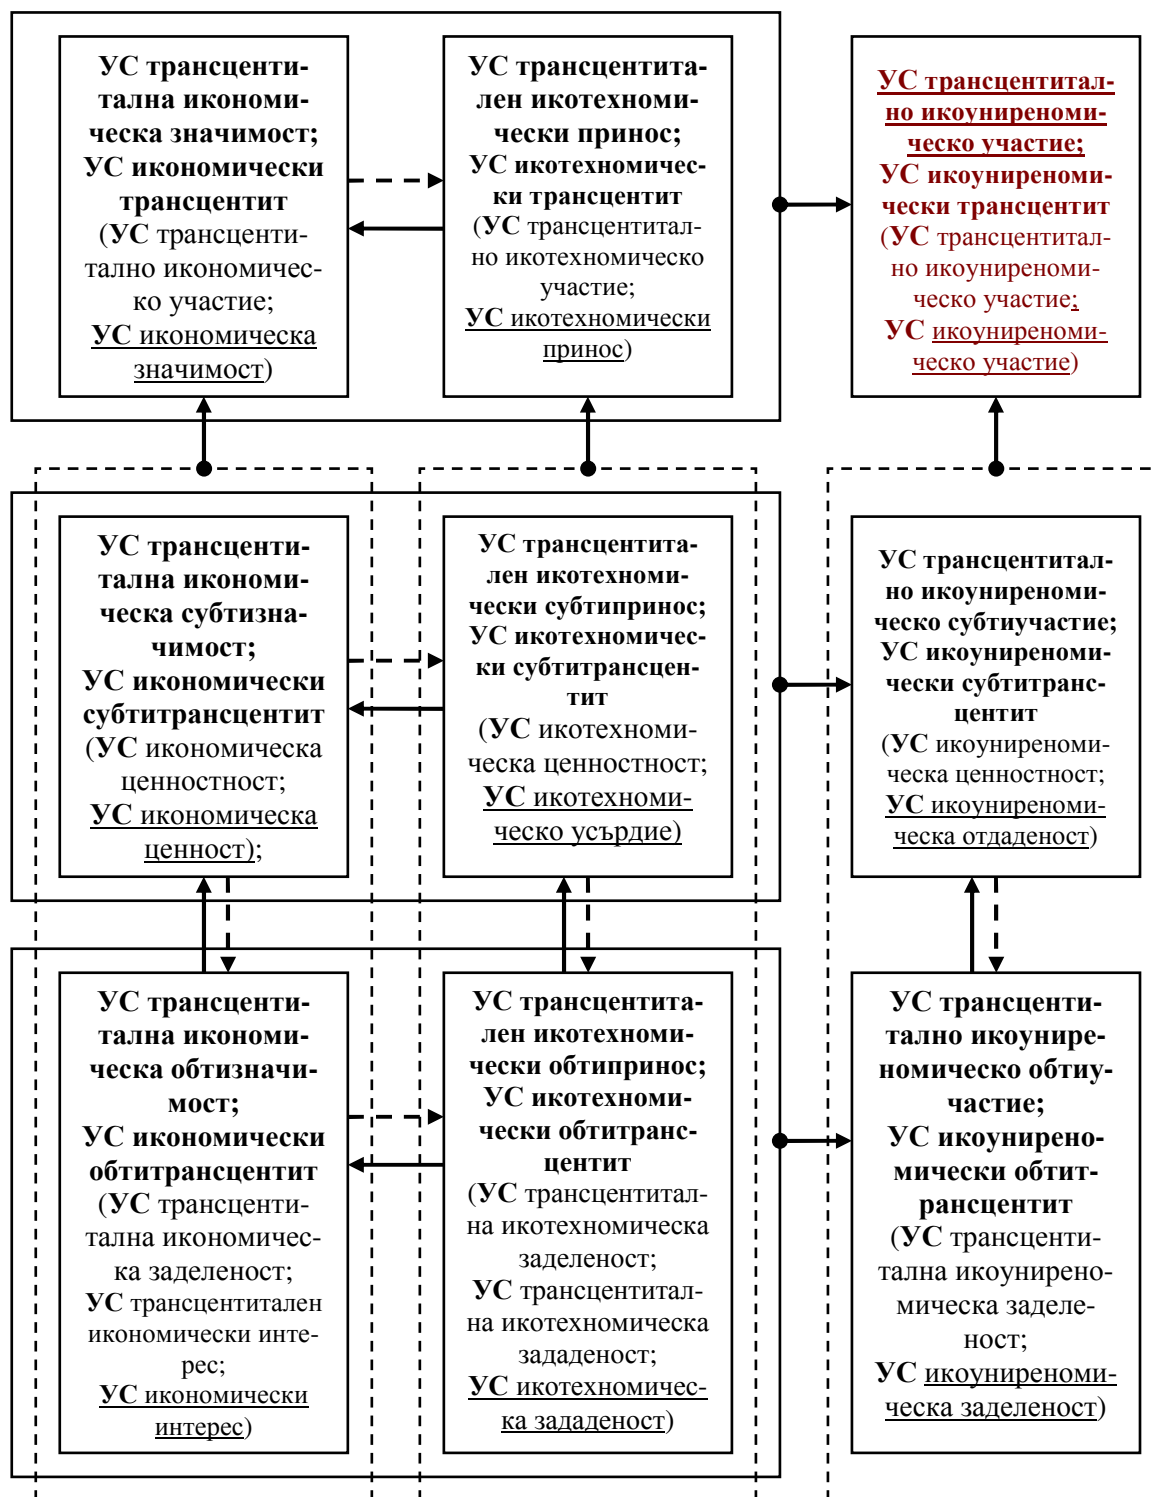 УС трансценти-
тална икономи-
ческа значимост;
УС икономически
трансцентит
(УС трансценти-
тално икономичес-
ко участие;
УС икономическа
значимост)
УС трансцентита-
лен икотехноми-
чески принос;
УС икотехномичес-
ки трансцентит
(УС трансцентитал-
но икотехномическо
участие;
УС икотехномически
принос)
УС трансцентитал-
но икоуниреноми-
ческо участие;
УС икоуниреноми-
чески трансцентит
(УС трансцентитал-
но икоуниреноми-
ческо участие;
УС икоуниреноми-
ческо участие)
УС трансценти-
тална икономи-
ческа субтизна-
чимост;
УС икономически
субтитрансцентит
(УС икономическа
ценностност;
УС икономическа
ценност);
УС трансцентита-
лен икотехноми-
чески субтипринос;
УС икотехномичес-
ки субтитрансцен-
тит
(УС икотехноми-
ческа ценностност;
УС икотехноми-
ческо усърдие)
УС трансцентитал-
но икоуниреноми-
ческо субтиучастие;
УС икоуниреноми-
чески субтитранс-
центит
(УС икоуниреноми-
ческа ценностност;
УС икоуниреноми-
ческа отдаденост)
УС трансценти-
тална икономи-
ческа обтизначи-
мост;
УС икономически
обтитрансцентит
(УС трансценти-
тална икономичес-
ка заделеност;
УС трансцентитален
икономически инте-
рес;
УС икономически
интерес)
УС трансцентита-
лен икотехноми-
чески обтипринос;
УС икотехноми-
чески обтитранс-
центит
(УС трансцентитал-
на икотехномическа
заделеност;
УС трансцентитал-
на икотехномическа
зададеност;
УС икотехномичес-
ка зададеност)
УС трансценти-
тално икоунире-
номическо обтиу-
частие;
УС икоунирено-
мически обтит-
рансцентит
(УС трансценти-
тална икоунирено-
мическа заделе-
ност;
УС икоуниреноми-
ческа заделеност)